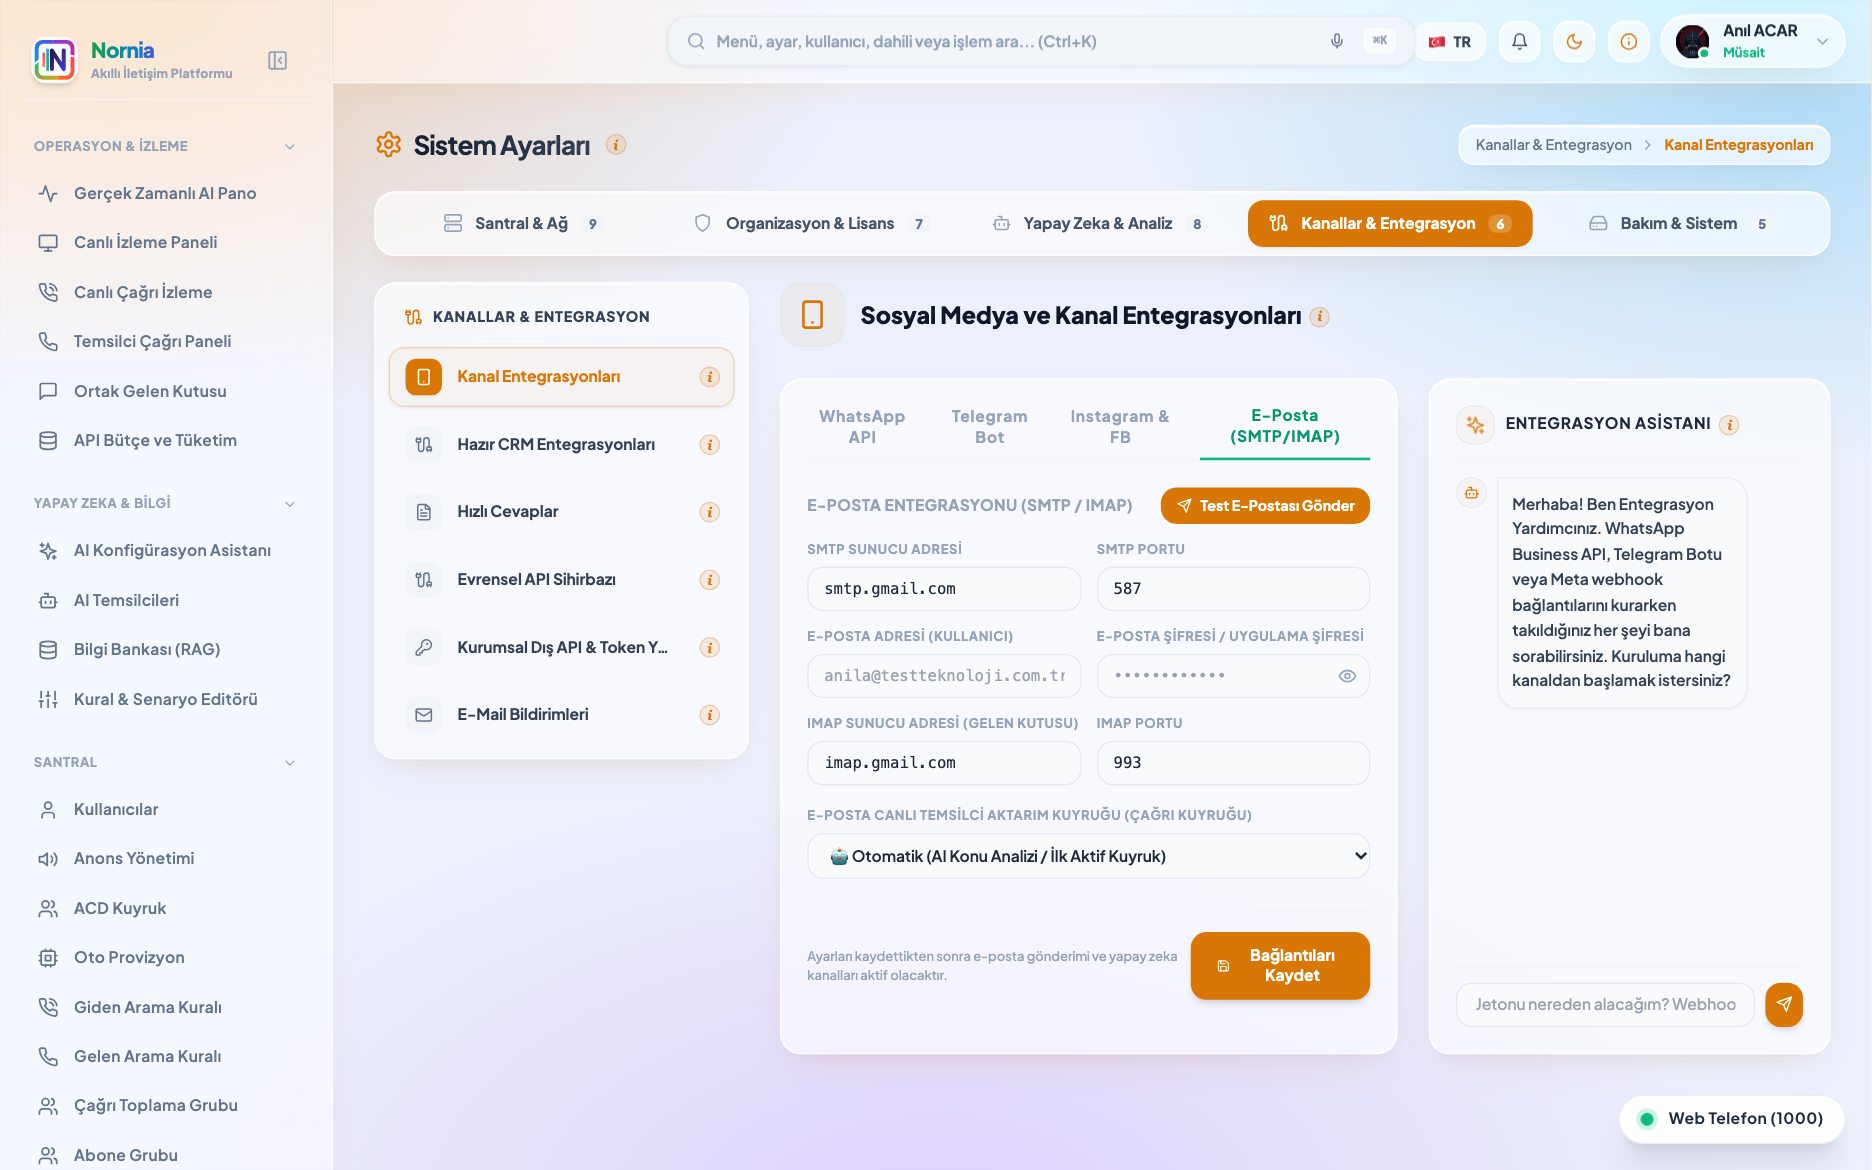 Nornia
Akıllı İletişim Platformu
Menü, ayar, kullanıcı, dahili veya işlem ara... (Ctrl+K)
⌘K
TR
Anıl ACAR
Müsait
OPERASYON & İZLEME
Gerçek Zamanlı AI Pano
Canlı İzleme Paneli
Canlı Çağrı İzleme
Temsilci Çağrı Paneli
Ortak Gelen Kutusu
API Bütçe ve Tüketim
YAPAY ZEKA & BİLGİ
AI Konfigürasyon Asistanı
AI Temsilcileri
Bilgi Bankası (RAG)
Kural & Senaryo Editörü
SANTRAL
Kullanıcılar
Anons Yönetimi
ACD Kuyruk
Oto Provizyon
Giden Arama Kuralı
Gelen Arama Kuralı
Çağrı Toplama Grubu
Abone Grubu
Sistem Ayarları
Kanallar & Entegrasyon > Kanal Entegrasyonları
Santral & Ağ 9
Organizasyon & Lisans 7
Yapay Zeka & Analiz 8
Kanallar & Entegrasyon 6
Bakım & Sistem 5
KANALLAR & ENTEGRASYON
Kanal Entegrasyonları
Hazır CRM Entegrasyonları
Hızlı Cevaplar
Evrensel API Sihirbazı
Kurumsal Dış API & Token Y...
E-Mail Bildirimleri
Sosyal Medya ve Kanal Entegrasyonları
WhatsApp
API
Telegram
Bot
Instagram &
FB
E-Posta
(SMTP/IMAP)
E-POSTA ENTEGRASYONU (SMTP / IMAP)
Test E-Postası Gönder
SMTP SUNUCU ADRESİ
SMTP PORTU
smtp.gmail.com
587
E-POSTA ADRESİ (KULLANICI)
E-POSTA ŞİFRESİ / UYGULAMA ŞİFRESİ
anila@testteknoloji.com.tr
••••••••••••
IMAP SUNUCU ADRESİ (GELEN KUTUSU)
IMAP PORTU
imap.gmail.com
993
E-POSTA CANLI TEMSİLCİ AKTARIM KUYRUĞU (ÇAĞRI KUYRUĞU)
🤖 Otomatik (AI Konu Analizi / İlk Aktif Kuyruk)
Ayarları kaydettikten sonra e-posta gönderimi ve yapay zeka
kanalları aktif olacaktır.
Bağlantıları
Kaydet
ENTEGRASYON ASİSTANI
Merhaba! Ben Entegrasyon
Yardımcınız. WhatsApp
Business API, Telegram Botu
veya Meta webhook
bağlantılarını kurarken
takıldığınız her şeyi bana
sorabilirsiniz. Kuruluma hangi
kanaldan başlamak istersiniz?
Jetonu nereden alacağım? Webhoo
Web Telefon (1000)